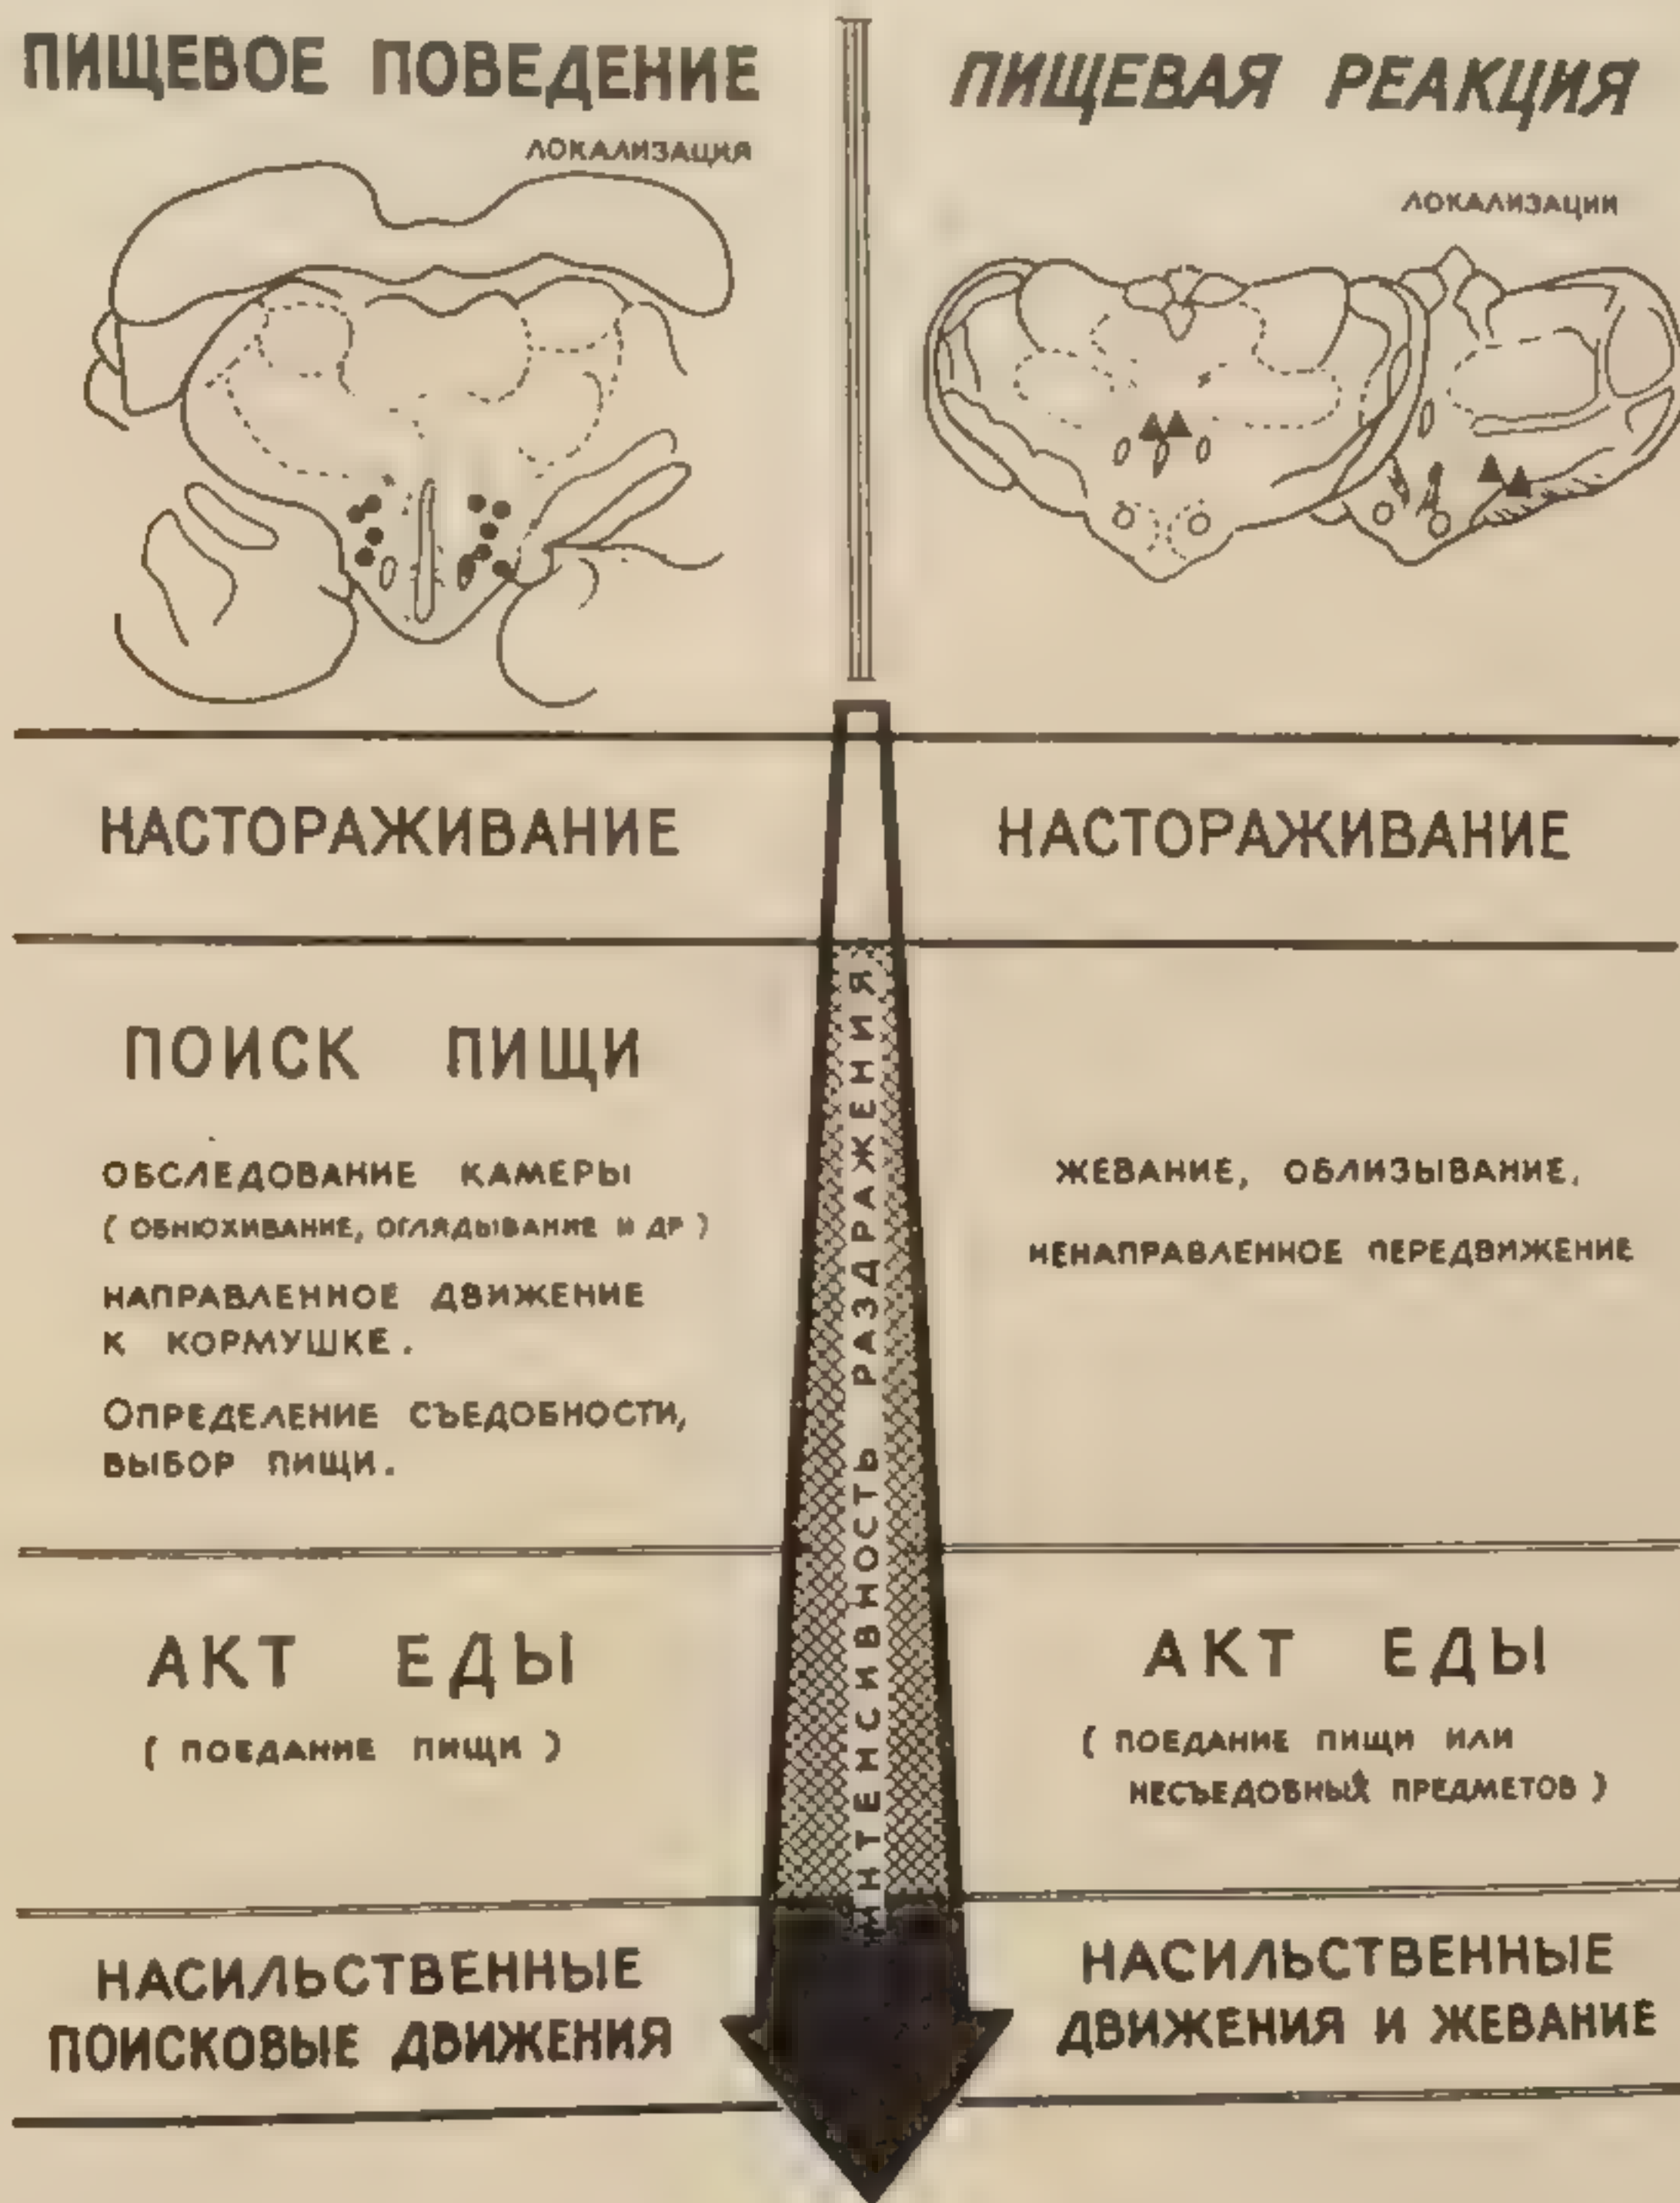 ПИЩЕВОЕ ПОВЕДЕНИЕ
ЛОКАЛИЗАЦИЯ
ПИЩЕВАЯ РЕАКЦИЯ
ЛОКАЛИЗАЦИИ
НАСТОРАЖИВАНИЕ
НАСТОРАЖИВАНИЕ
ПОИСК ПИЩИ
ОБСЛЕДОВАНИЕ КАМЕРЫ
( ОБНЮХИВАНИЕ, ОГЛЯДЫВАНИЕ И ДР )
НАПРАВЛЕННОЕ ДВИЖЕНИЕ
К КОРМУШКЕ.
ОПРЕДЕЛЕНИЕ СЪЕДОБНОСТИ,
ВЫБОР ПИЩИ.
ЖЕВАНИЕ, ОБЛИЗЫВАНИЕ,
НЕНАПРАВЛЕННОЕ ПЕРЕДВИЖЕНИЕ
ИНТЕНСИВНОСТЬ РАЗДРАЖЕНИЯ
АКТ ЕДЫ
( ПОЕДАНИЕ ПИЩИ )
АКТ ЕДЫ
( ПОЕДАНИЕ ПИЩИ ИЛИ
НЕСЪЕДОБНЫХ ПРЕДМЕТОВ )
НАСИЛЬСТВЕННЫЕ
ПОИСКОВЫЕ ДВИЖЕНИЯ
НАСИЛЬСТВЕННЫЕ
ДВИЖЕНИЯ И ЖЕВАНИЕ